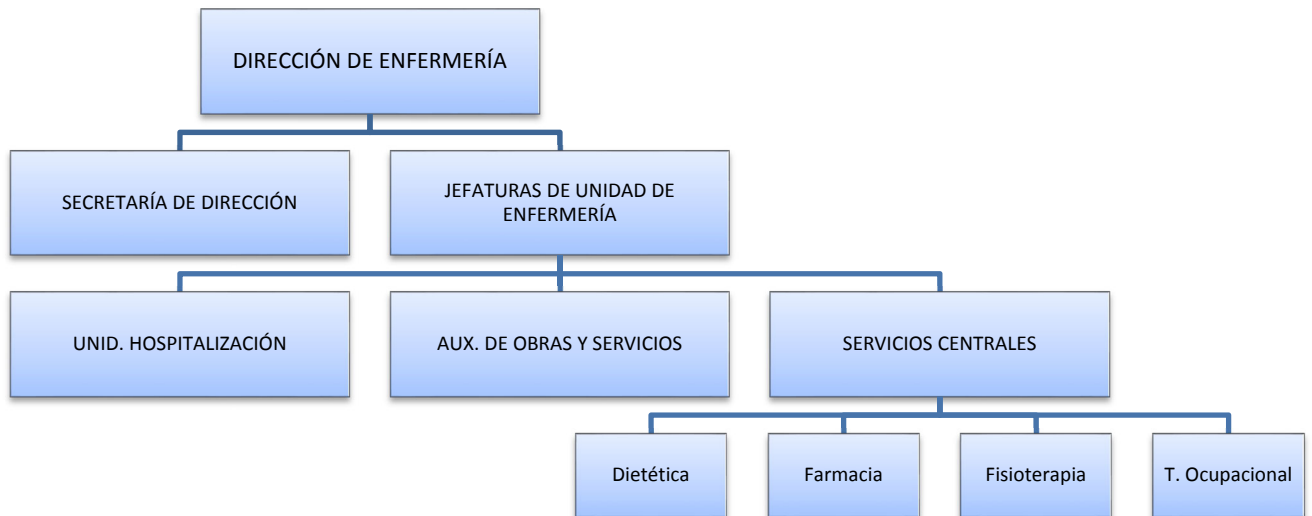 DIRECCIÓN DE ENFERMERÍA
SECRETARÍA DE DIRECCIÓN
JEFATURAS DE UNIDAD DE
ENFERMERÍA
UNID. HOSPITALIZACIÓN
AUX. DE OBRAS Y SERVICIOS
SERVICIOS CENTRALES
Dietética
Farmacia
Fisioterapia
T. Ocupacional